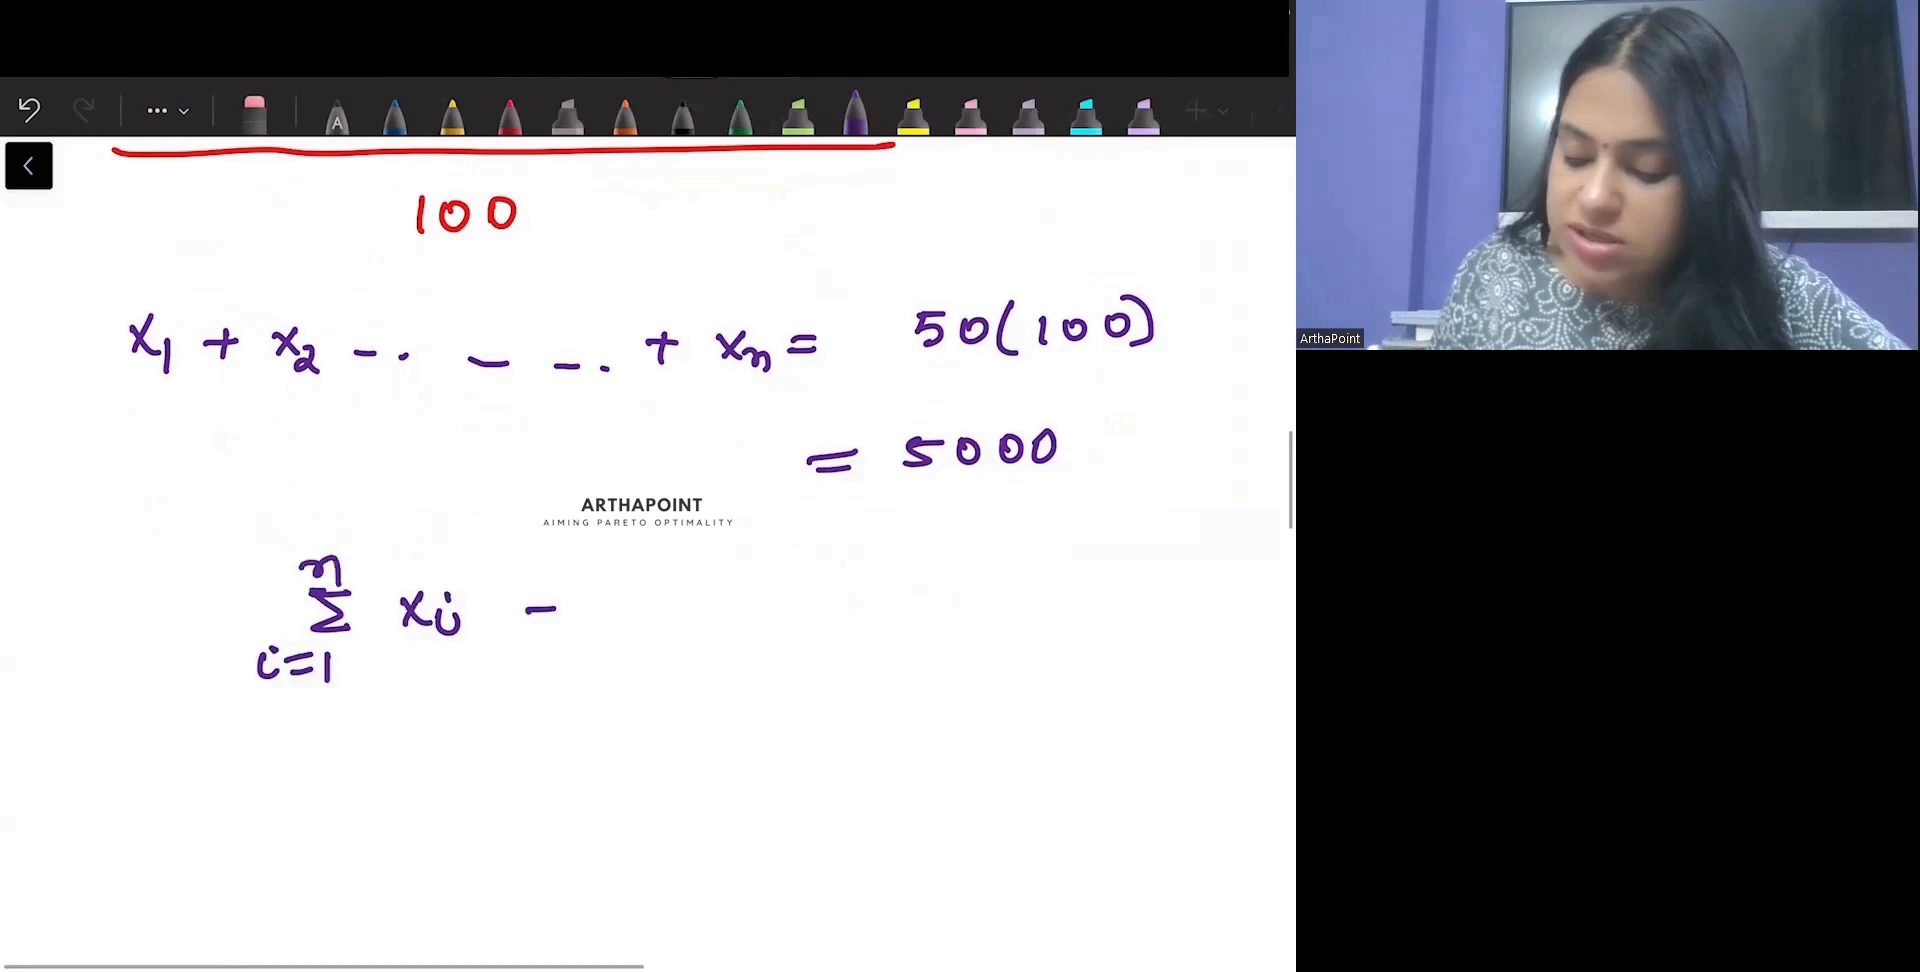 A
100
x₁ + x₂ -. - -. + xₙ = 50(100)
= 5000
ARTHAPOINT
AIMING PARETO OPTIMALITY
n
Σ xᵢ -
i=1
ArthaPoint